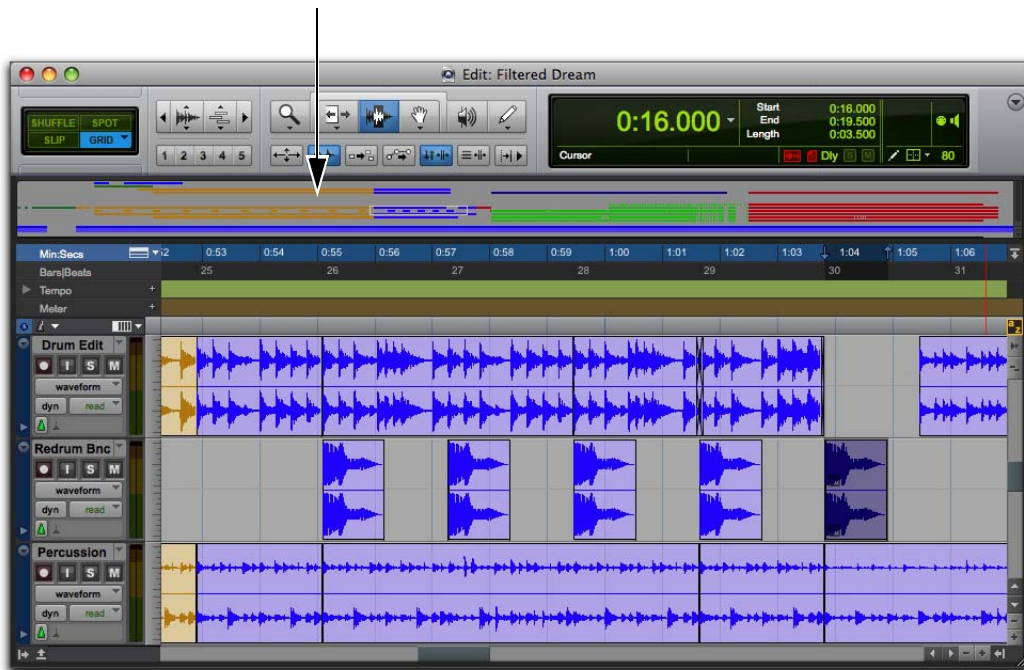 Edit: Filtered Dream
SHUFFLE SPOT
SLIP GRID
1 2 3 4 5
0:16.000
Start 0:16.000
End 0:19.500
Length 0:03.500
Cursor
Dly S M
80
Min:Secs
52 0:53 0:54 0:55 0:56 0:57 0:58 0:59 1:00 1:01 1:02 1:03 1:04 1:05 1:06
Bars|Beats
25 26 27 28 29 30 31
Tempo
Meter
a z
Drum Edit
I S M
waveform
dyn read
Redrum Bnc
I S M
waveform
dyn read
Percussion
I S M
waveform
dyn read